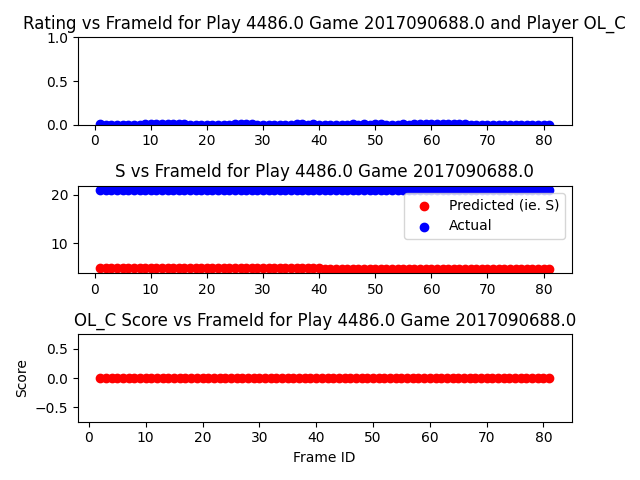 Rating vs FrameId for Play 4486.0 Game 2017090688.0 and Player OL_C
1.0
0.5
0.0
0 10 20 30 40 50 60 70 80
S vs FrameId for Play 4486.0 Game 2017090688.0
20
10
Predicted (ie. S)
Actual
0 10 20 30 40 50 60 70 80
OL_C Score vs FrameId for Play 4486.0 Game 2017090688.0
Score
0.5
0.0
−0.5
0 10 20 30 40 50 60 70 80
Frame ID